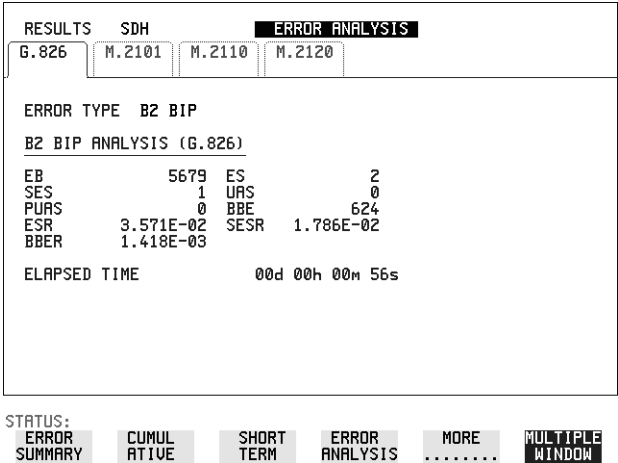 RESULTS SDH ERROR ANALYSIS
G.826 M.2101 M.2110 M.2120
ERROR TYPE B2 BIP
B2 BIP ANALYSIS (G.826)
EB 5679 ES 2
SES 1 UAS 0
PUAS 0 BBE 624
ESR 3.571E-02 SESR 1.786E-02
BBER 1.418E-03
ELAPSED TIME 00d 00h 00m 56s
STATUS:
ERROR CUMUL SHORT ERROR MORE MULTIPLE
SUMMARY ATIVE TERM ANALYSIS ........ WINDOW